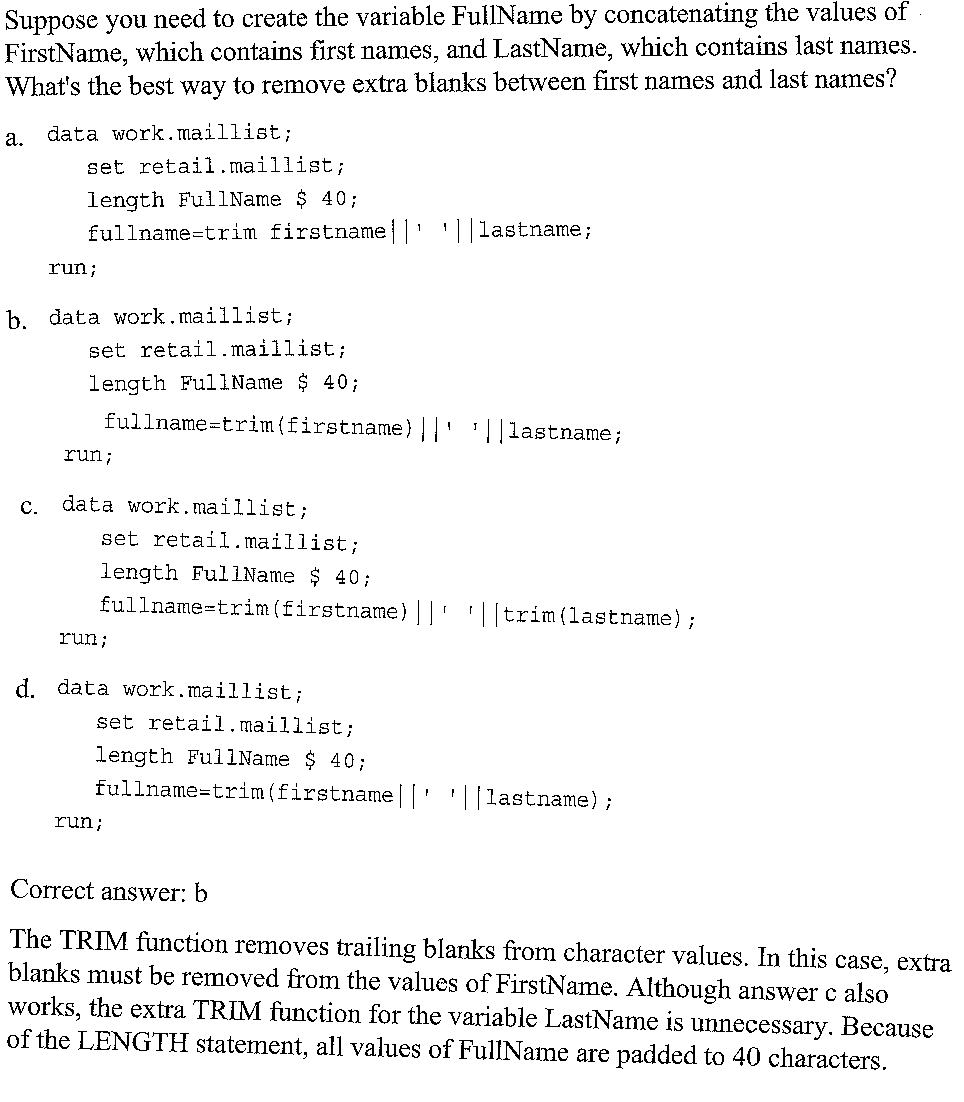 Suppose you need to create the variable FullName by concatenating the values of
FirstName, which contains first names, and LastName, which contains last names.
What's the best way to remove extra blanks between first names and last names?
a. data work.maillist;
set retail.maillist;
length FullName $ 40;
fullname=trim firstname||' '||lastname;
run;
b. data work.maillist;
set retail.maillist;
length FullName $ 40;
fullname=trim(firstname)||' '||lastname;
run;
c. data work.maillist;
set retail.maillist;
length FullName $ 40;
fullname=trim(firstname)||' '||trim(lastname);
run;
d. data work.maillist;
set retail.maillist;
length FullName $ 40;
fullname=trim(firstname||' '||lastname);
run;
Correct answer: b
The TRIM function removes trailing blanks from character values. In this case, extra
blanks must be removed from the values of FirstName. Although answer c also
works, the extra TRIM function for the variable LastName is unnecessary. Because
of the LENGTH statement, all values of FullName are padded to 40 characters.